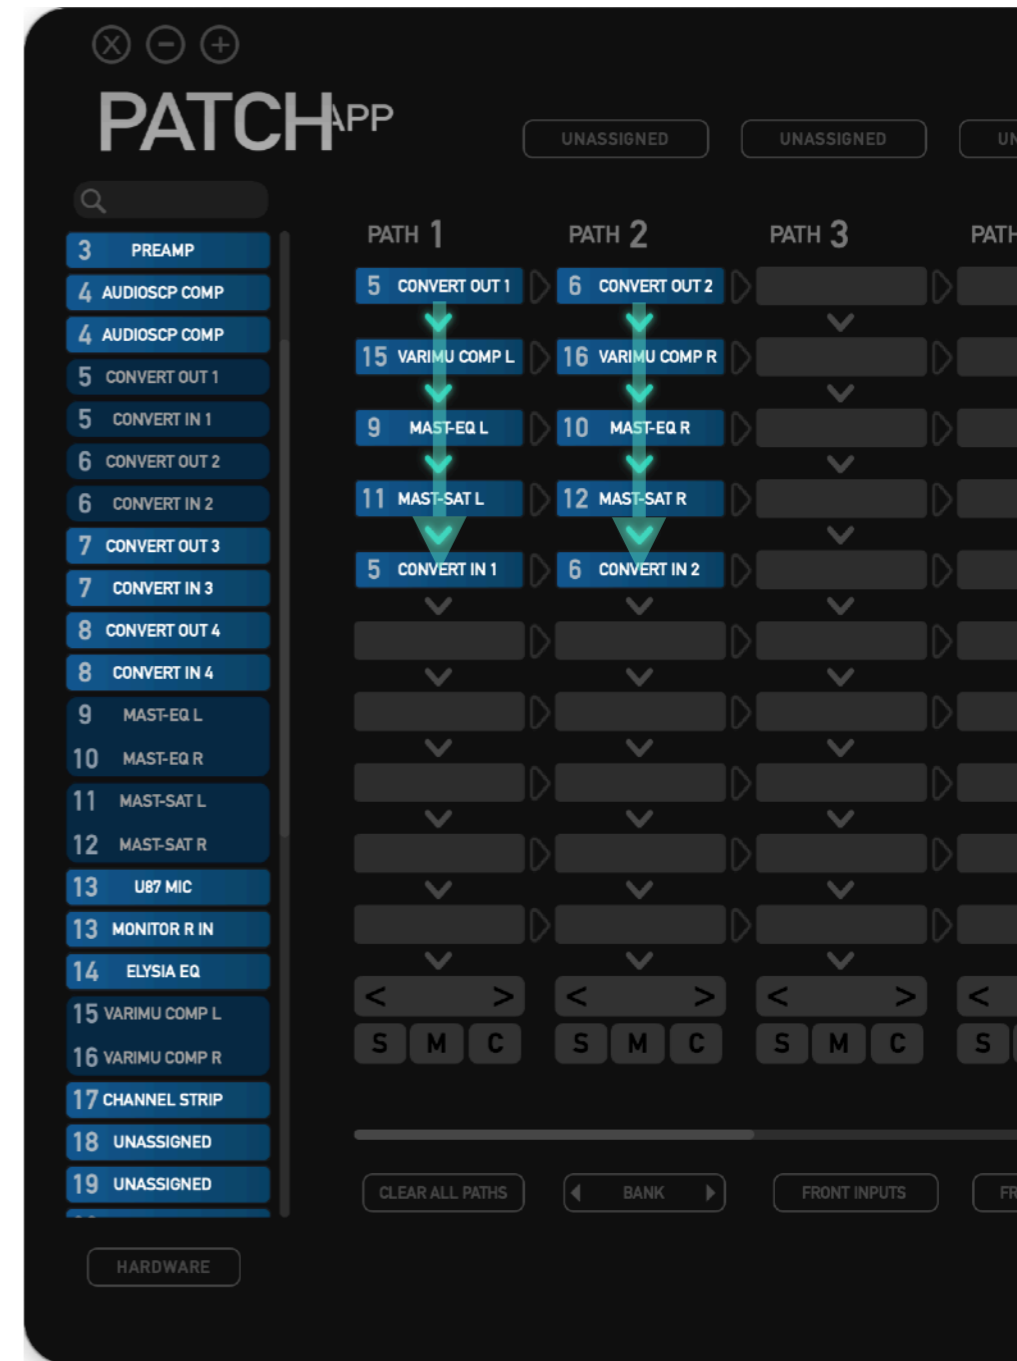 PATCH APP
UNASSIGNED UNASSIGNED UN
PATH 1 PATH 2 PATH 3 PATH
3 PREAMP
4 AUDIOSCP COMP
4 AUDIOSCP COMP
5 CONVERT OUT 1
5 CONVERT IN 1
6 CONVERT OUT 2
6 CONVERT IN 2
7 CONVERT OUT 3
7 CONVERT IN 3
8 CONVERT OUT 4
8 CONVERT IN 4
9 MAST-EQ L
10 MAST-EQ R
11 MAST-SAT L
12 MAST-SAT R
13 U87 MIC
13 MONITOR R IN
14 ELYSIA EQ
15 VARIMU COMP L
16 VARIMU COMP R
17 CHANNEL STRIP
18 UNASSIGNED
19 UNASSIGNED
HARDWARE
5 CONVERT OUT 1 6 CONVERT OUT 2
15 VARIMU COMP L 16 VARIMU COMP R
9 MAST-EQ L 10 MAST-EQ R
11 MAST-SAT L 12 MAST-SAT R
5 CONVERT IN 1 6 CONVERT IN 2
< > < > < > <
S M C S M C S M C S
CLEAR ALL PATHS BANK FRONT INPUTS FR